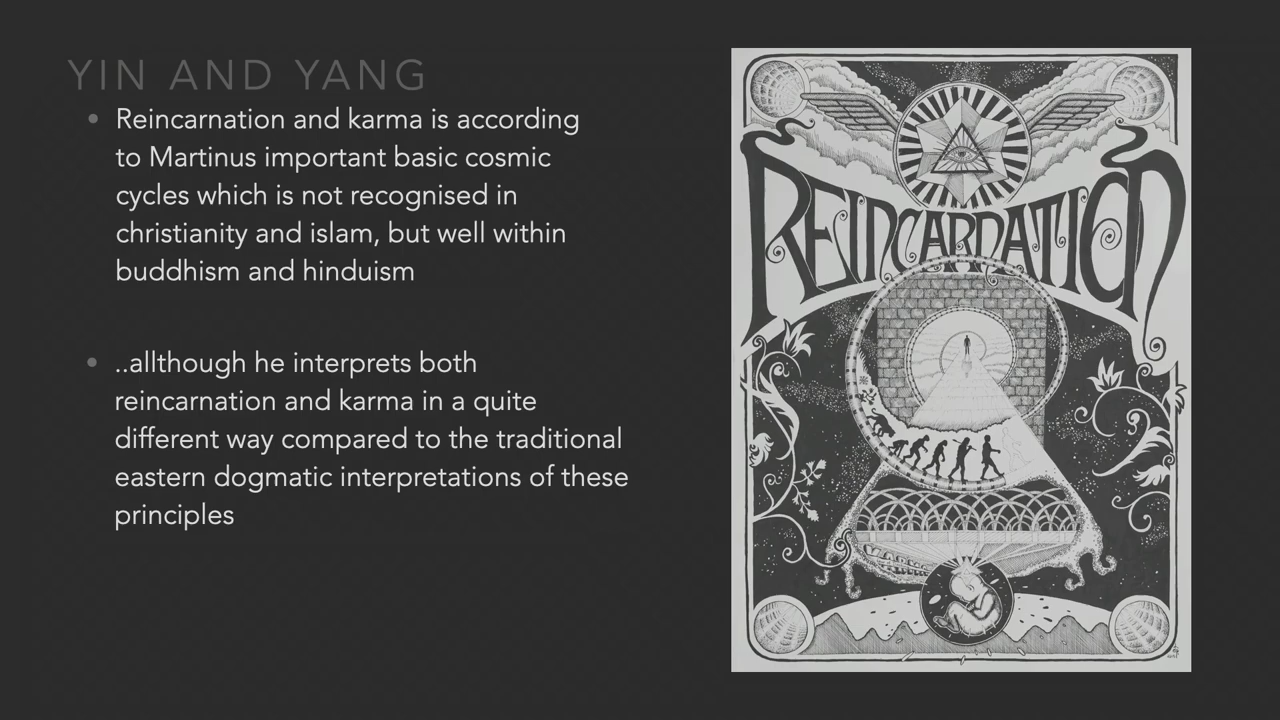 YIN AND YANG
• Reincarnation and karma is according
to Martinus important basic cosmic
cycles which is not recognised in
christianity and islam, but well within
buddhism and hinduism
• ..allthough he interprets both
reincarnation and karma in a quite
different way compared to the traditional
eastern dogmatic interpretations of these
principles
REINCARNATION
KARMA